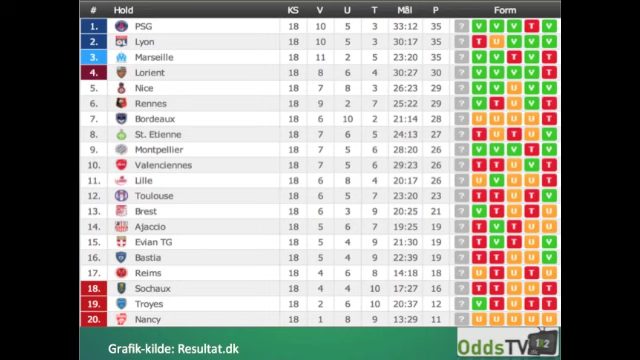 # Hold KS V U T Mål P Form
1. PSG 18 10 5 3 33:12 35 ? V V V T V
2. Lyon 18 10 5 3 30:17 35 ? T U V V V
3. Marseille 18 11 2 5 23:20 35 ? V V T V T
4. Lorient 18 8 6 4 30:27 30 ? V V V V T
5. Nice 18 7 8 3 26:23 29 ? V V U V V
6. Rennes 18 9 2 7 25:22 29 ? V T U V T
7. Bordeaux 18 6 10 2 21:14 28 ? U U U U T
8. St. Etienne 18 7 6 5 24:13 27 ? T U T U V
9. Montpellier 18 7 5 6 28:20 26 ? T V V T V
10. Valenciennes 18 7 5 6 29:23 26 ? T T U V T
11. Lille 18 6 8 4 20:17 26 ? U V U U V
12. Toulouse 18 6 5 7 23:20 23 ? T T U T V
13. Brest 18 6 3 9 20:25 21 ? V T U T T
14. Ajaccio 18 5 6 7 19:25 19 ? T V T U U
15. Evian TG 18 5 4 9 21:30 19 ? T V T U V
16. Bastia 18 5 4 9 22:39 19 ? U T T V U
17. Reims 18 4 6 8 14:18 18 ? U T U T T
18. Sochaux 18 4 4 10 17:27 16 ? T T U T T
19. Troyes 18 2 6 10 20:37 12 ? V T U T T
20. Nancy 18 1 8 9 13:29 11 ? T U U U T
Grafik-kilde: Resultat.dk
OddsTV
1 2